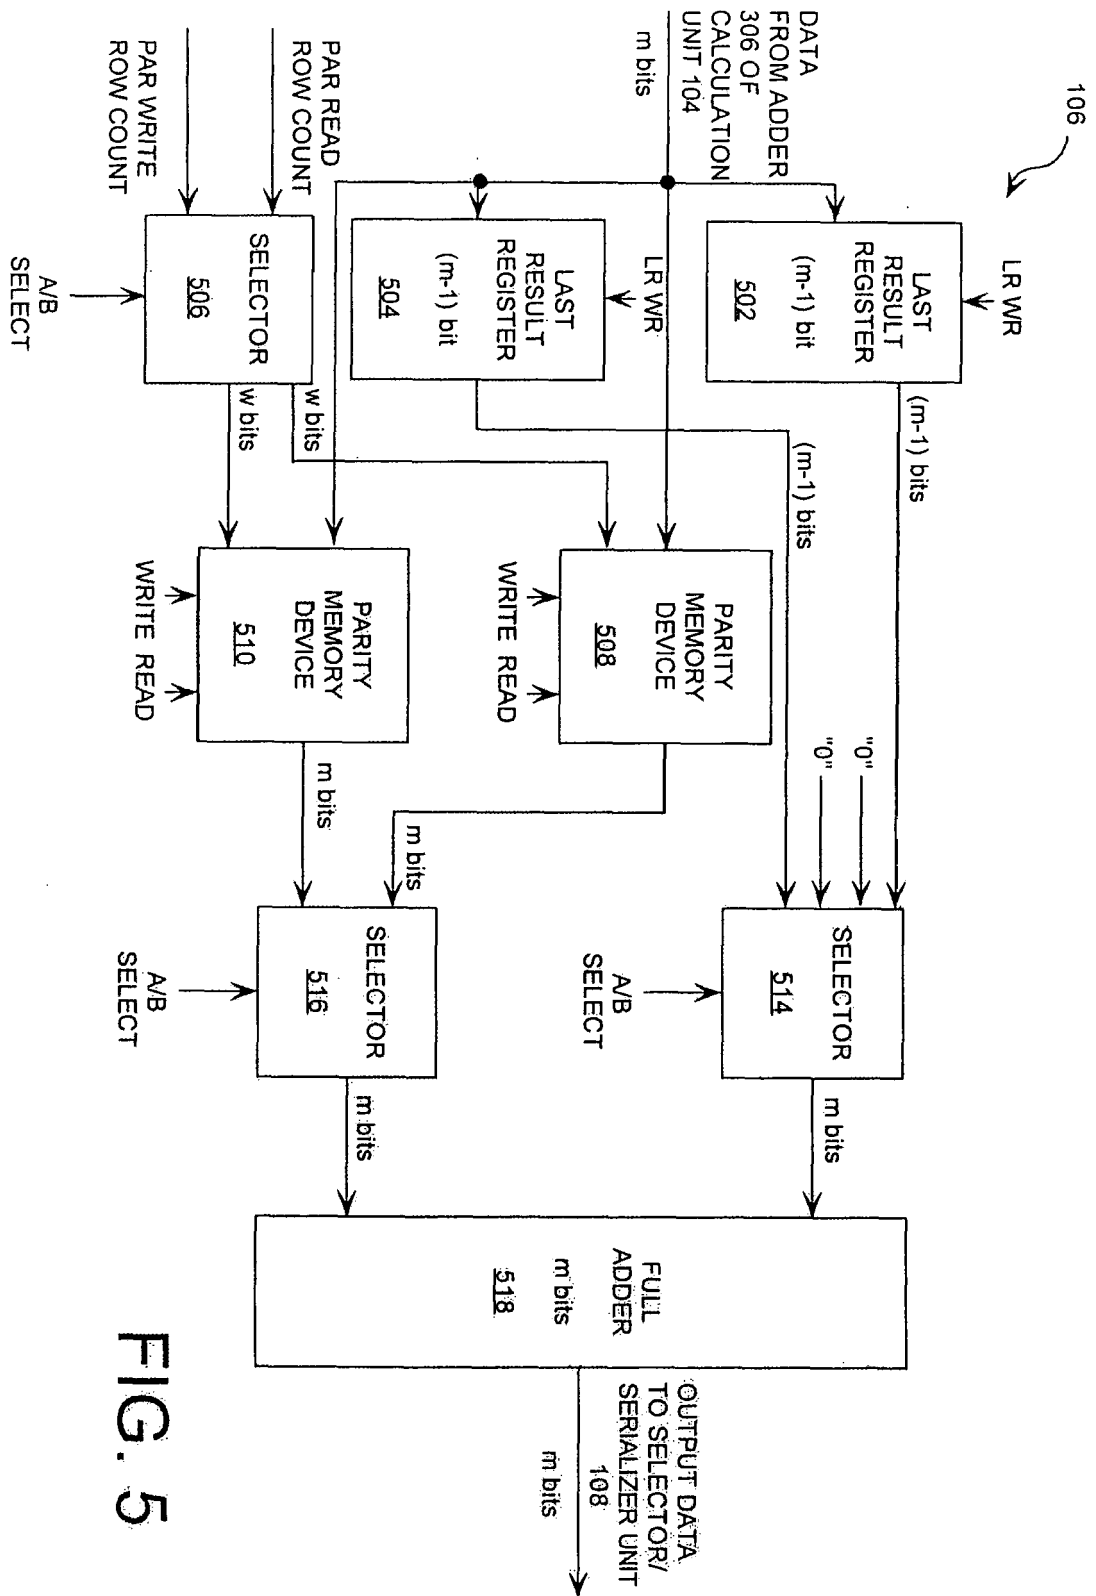 106
DATA
FROM ADDER
306 OF
CALCULATION
UNIT 104
m bits
PAR READ
ROW COUNT
PAR WRITE
ROW COUNT
LR WR
LAST
RESULT
REGISTER
(m-1) bit
502
(m-1) bits
LR WR
LAST
RESULT
REGISTER
(m-1) bit
504
(m-1) bits
SELECTOR
506
A/B
SELECT
w bits
w bits
PARITY
MEMORY
DEVICE
508
WRITE READ
m bits
PARITY
MEMORY
DEVICE
510
WRITE READ
m bits
"0"
"0"
SELECTOR
514
A/B
SELECT
m bits
SELECTOR
516
A/B
SELECT
m bits
FULL
ADDER
m bits
518
OUTPUT DATA
TO SELECTOR/
SERIALIZER UNIT
108
m bits
FIG. 5